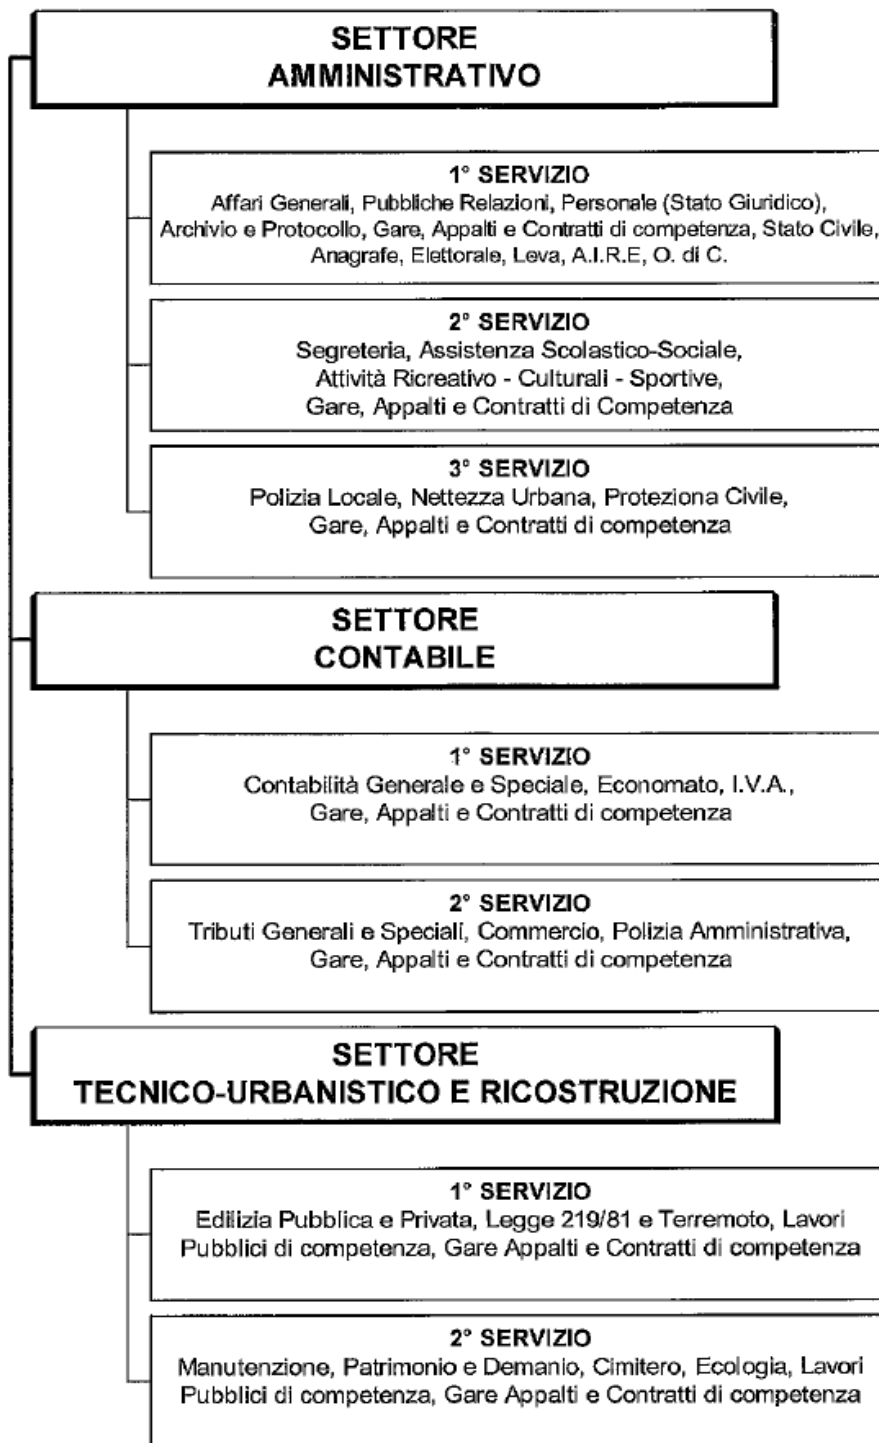 SETTORE
AMMINISTRATIVO
1° SERVIZIO
Affari Generali, Pubbliche Relazioni, Personale (Stato Giuridico),
Archivio e Protocollo, Gare, Appalti e Contratti di competenza, Stato Civile,
Anagrafe, Elettorale, Leva, A.I.R.E, O. di C.
2° SERVIZIO
Segreteria, Assistenza Scolastico-Sociale,
Attività Ricreativo - Culturali - Sportive,
Gare, Appalti e Contratti di Competenza
3° SERVIZIO
Polizia Locale, Nettezza Urbana, Proteziona Civile,
Gare, Appalti e Contratti di competenza
SETTORE
CONTABILE
1° SERVIZIO
Contabilità Generale e Speciale, Economato, I.V.A.,
Gare, Appalti e Contratti di competenza
2° SERVIZIO
Tributi Generali e Speciali, Commercio, Polizia Amministrativa,
Gare, Appalti e Contratti di competenza
SETTORE
TECNICO-URBANISTICO E RICOSTRUZIONE
1° SERVIZIO
Edilizia Pubblica e Privata, Legge 219/81 e Terremoto, Lavori
Pubblici di competenza, Gare Appalti e Contratti di competenza
2° SERVIZIO
Manutenzione, Patrimonio e Demanio, Cimitero, Ecologia, Lavori
Pubblici di competenza, Gare Appalti e Contratti di competenza